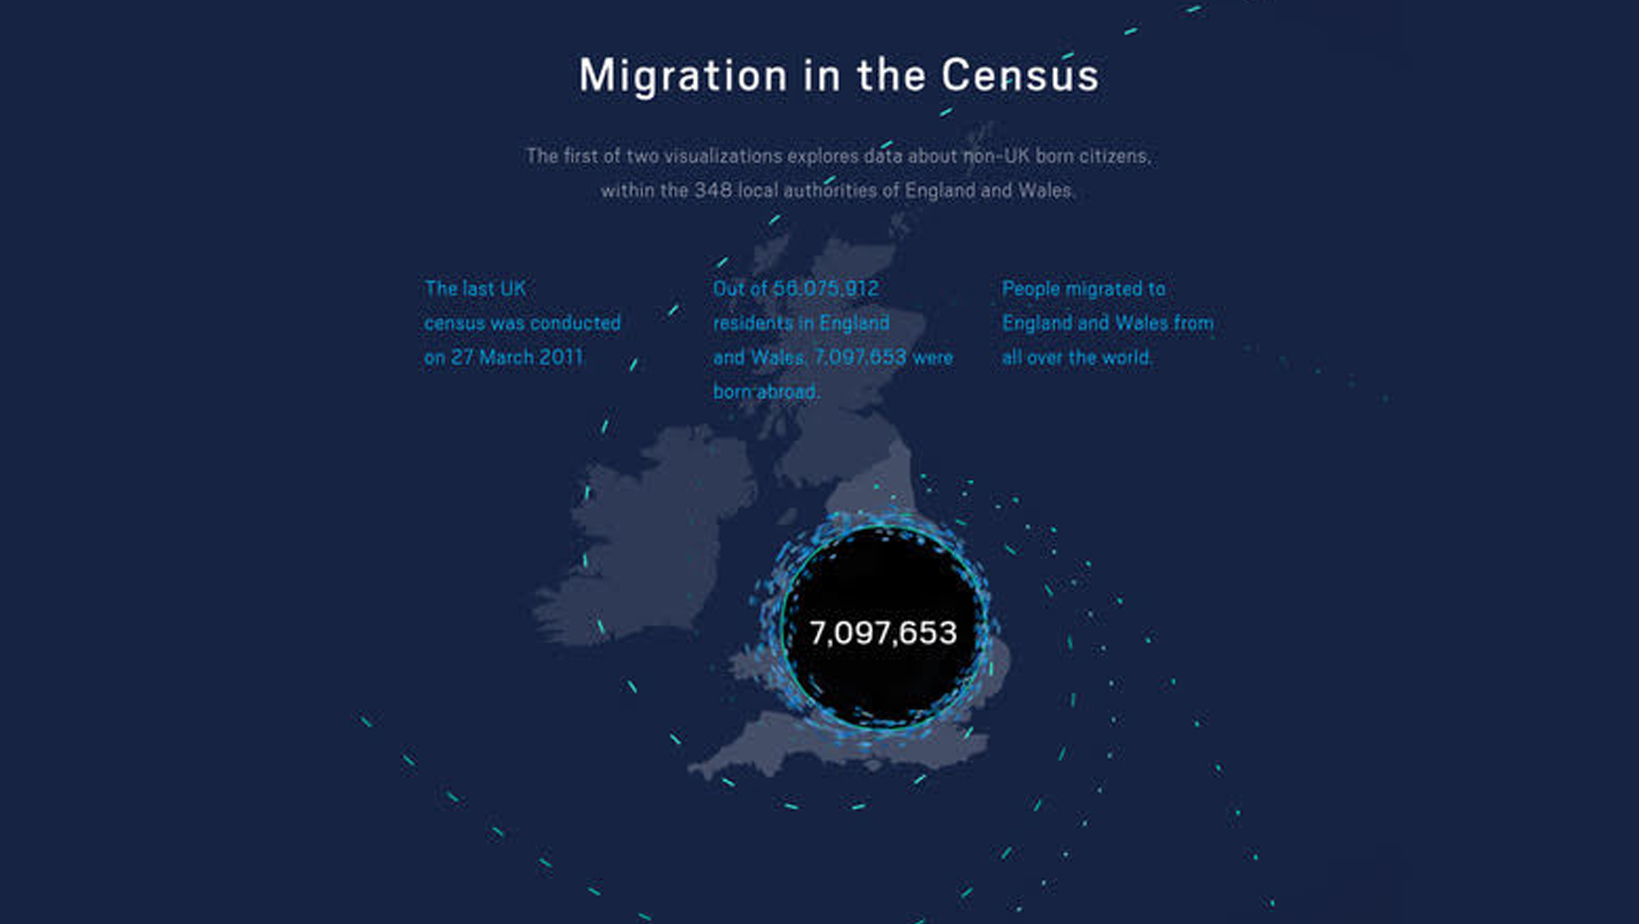 Migration in the Census
The first of two visualizations explores data about non-UK born citizens,
within the 348 local authorities of England and Wales.
The last UK
census was conducted
on 27 March 2011
Out of 56,075,912
residents in England
and Wales, 7,097,653 were
born abroad.
People migrated to
England and Wales from
all over the world.
7,097,653